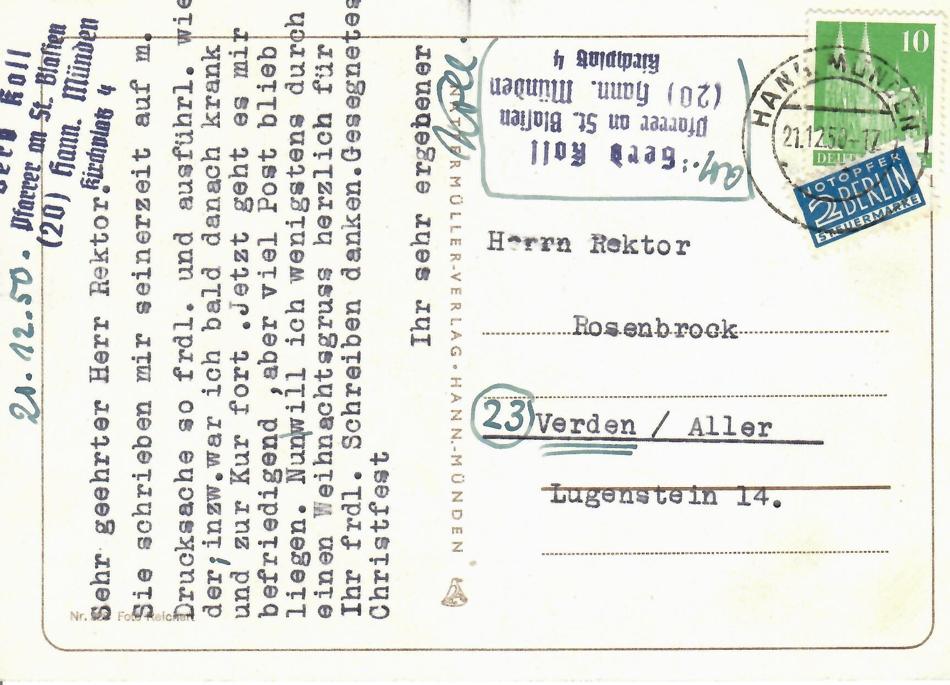 Gerd Koll
Pfarrer an St. Blasien
(20) Hann. Münden
Kirchplatz 4
20.12.50.
Sehr geehrter Herr Rektor.
Sie schrieben mir seinerzeit auf m.
Drucksache so frdl. und ausführl. wie
der;inzw.war ich bald danach krank
und zur Kur fort .Jetzt geht es mir
befriedigend ,aber viel Post blieb
liegen. Nun will ich wenigstens durch
einen Weihnachtsgruss herzlich für
Ihr frdl. Schreiben danken.Gesegnetes
Christfest
Ihr sehr ergebener
Koll.
ERMÜLLER-VERLAG·HANN.-MÜNDEN
Nr. Foto Reichert
Gerd Koll
Pfarrer an St. Blasien
(20) Hann. Münden
Kirchplatz 4
HANN. MÜNDEN
21.12.50-17
10
DEU
NOTOPFER
2 BERLIN
STEUERMARKE
Herrn Rektor
Rosenbrock
(23) Verden / Aller
Lugenstein 14.